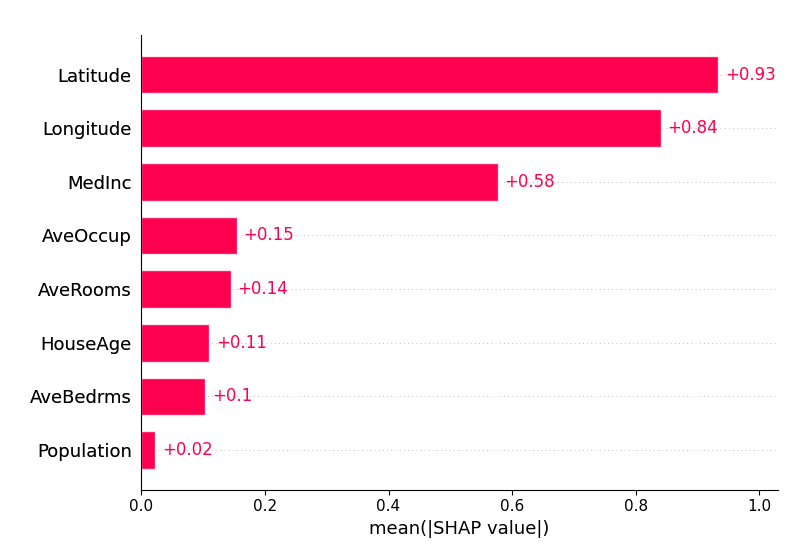 Latitude +0.93
Longitude +0.84
MedInc +0.58
AveOccup +0.15
AveRooms +0.14
HouseAge +0.11
AveBedrms +0.1
Population +0.02
0.0 0.2 0.4 0.6 0.8 1.0
mean(|SHAP value|)